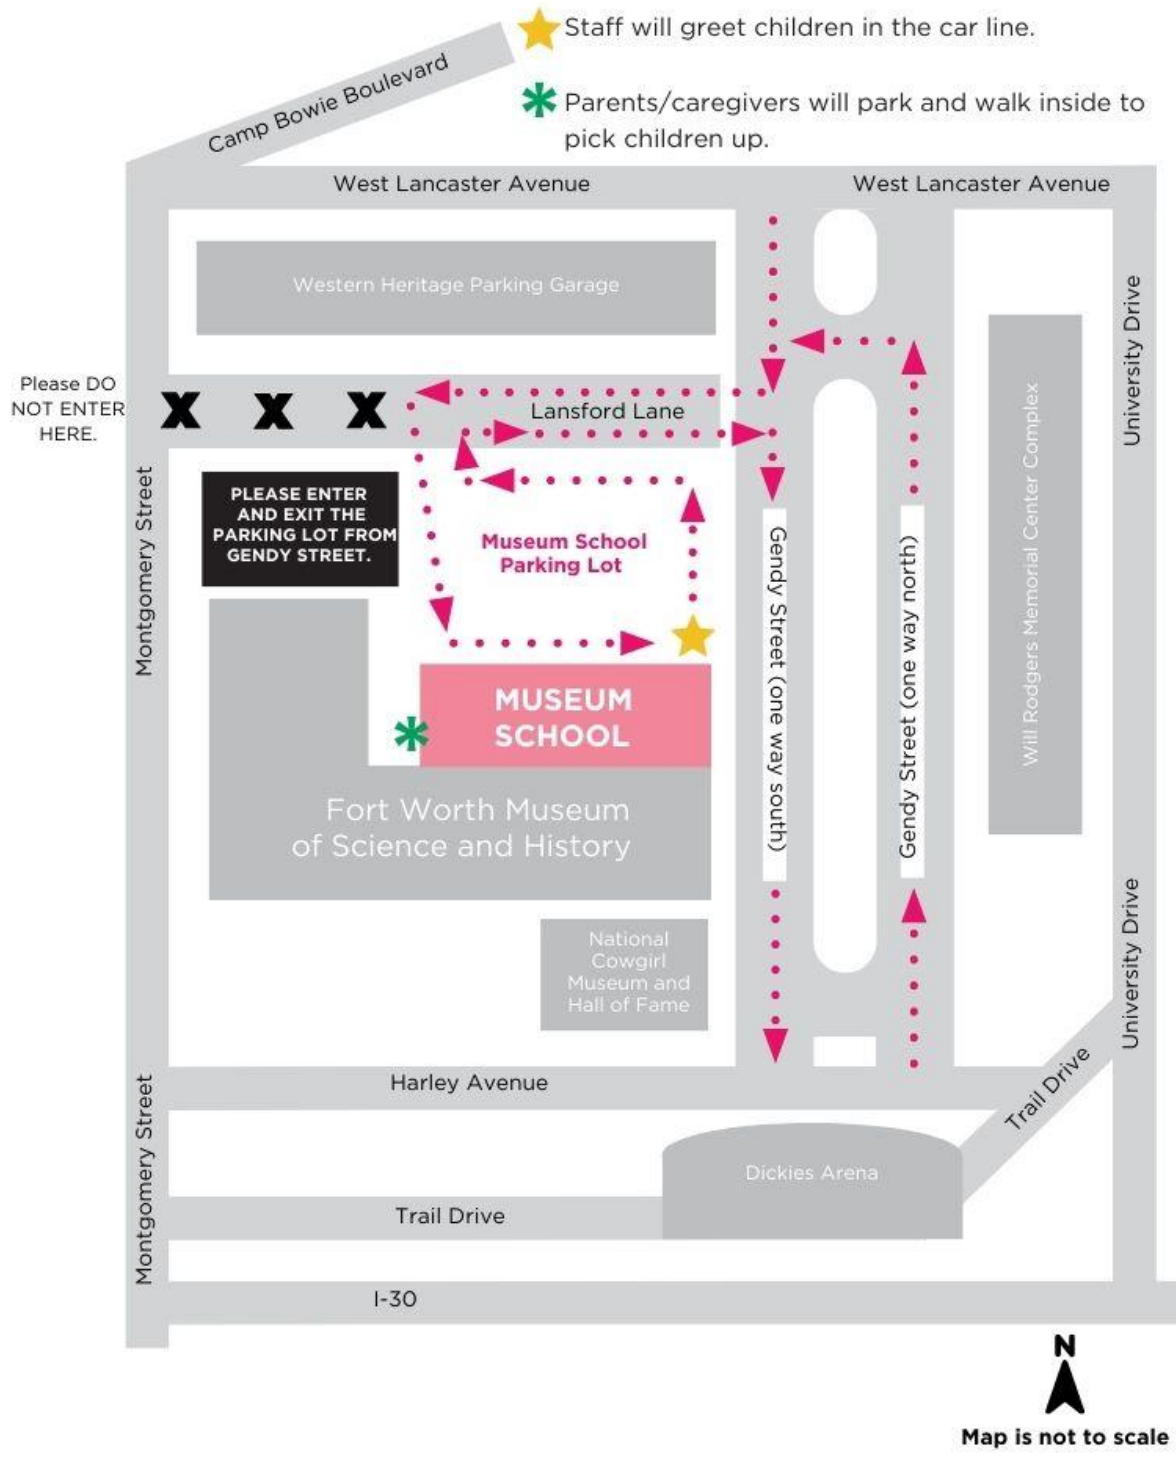 Staff will greet children in the car line.
Parents/caregivers will park and walk inside to
pick children up.
Camp Bowie Boulevard
West Lancaster Avenue
West Lancaster Avenue
Western Heritage Parking Garage
University Drive
Please DO
NOT ENTER
HERE.
X X X
Lansford Lane
Montgomery Street
PLEASE ENTER
AND EXIT THE
PARKING LOT FROM
GENDY STREET.
Museum School
Parking Lot
Gendy Street (one way south)
Gendy Street (one way north)
Will Rodgers Memorial Center Complex
MUSEUM
SCHOOL
Fort Worth Museum
of Science and History
National
Cowgirl
Museum and
Hall of Fame
University Drive
Harley Avenue
Trail Drive
Montgomery Street
Dickies Arena
Trail Drive
I-30
N
Map is not to scale